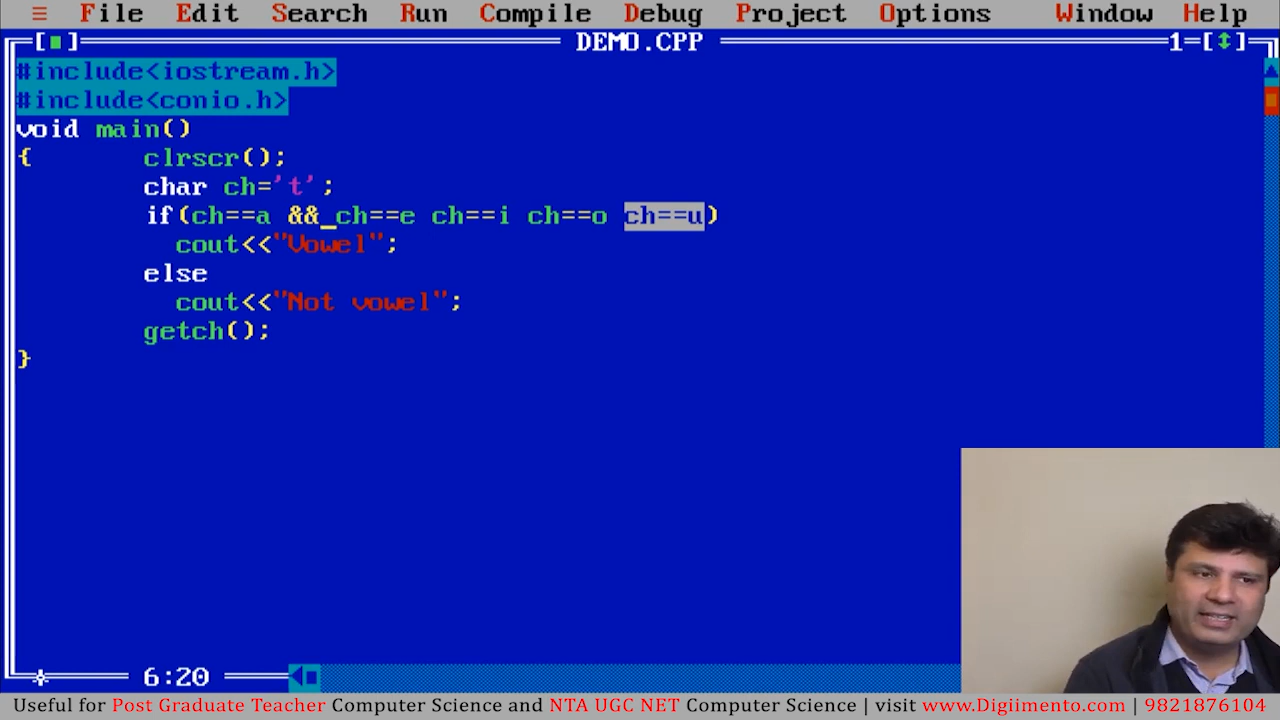 ≡ File Edit Search Run Compile Debug Project Options Window Help
[■] DEMO.CPP 1=[↕]
#include<iostream.h>
#include<conio.h>
void main()
{ clrscr();
char ch='t';
if(ch==a &&_ch==e ch==i ch==o ch==u)
cout<<"Vowel";
else
cout<<"Not vowel";
getch();
}
6:20
Useful for Post Graduate Teacher Computer Science and NTA UGC NET Computer Science | visit www.Digiimento.com | 9821876104